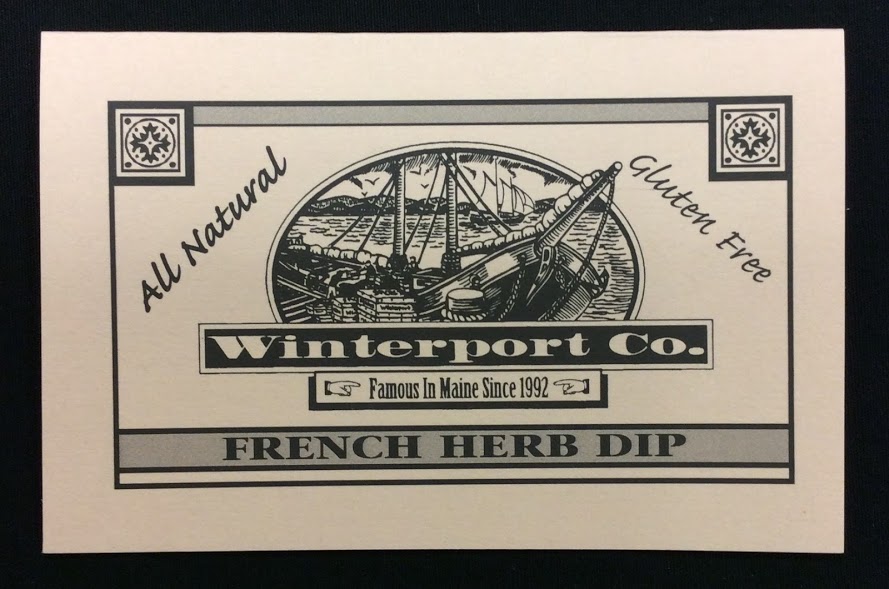 All Natural
Gluten Free
Winterport Co.
Famous In Maine Since 1992
FRENCH HERB DIP